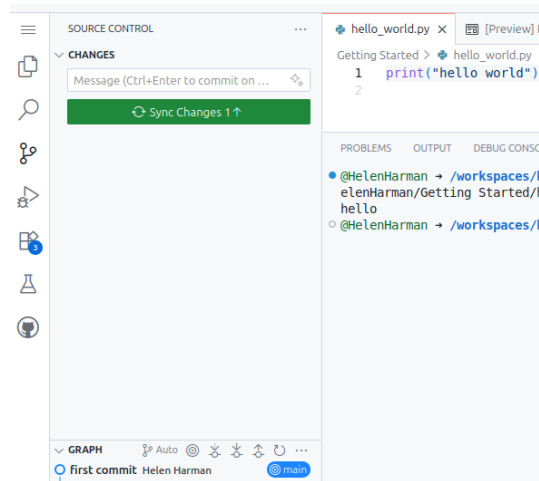 SOURCE CONTROL
CHANGES
Message (Ctrl+Enter to commit on ...
Sync Changes 1↑
3
GRAPH
Auto
first commit Helen Harman
main
hello_world.py
[Preview]
Getting Started > hello_world.py
1 print("hello world")
2
PROBLEMS OUTPUT DEBUG CONSO
@HelenHarman → /workspaces/
elenHarman/Getting Started/
hello
@HelenHarman → /workspaces/